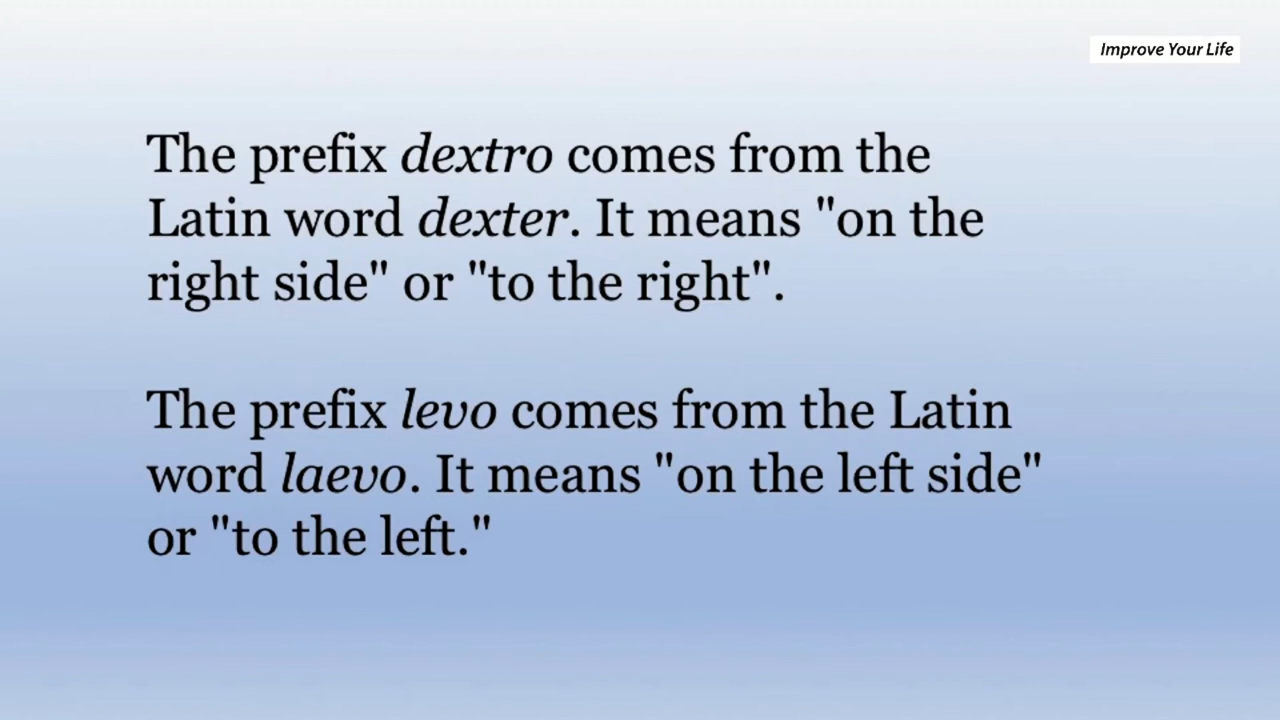 Improve Your Life
The prefix dextro comes from the
Latin word dexter. It means "on the
right side" or "to the right".
The prefix levo comes from the Latin
word laevo. It means "on the left side"
or "to the left."